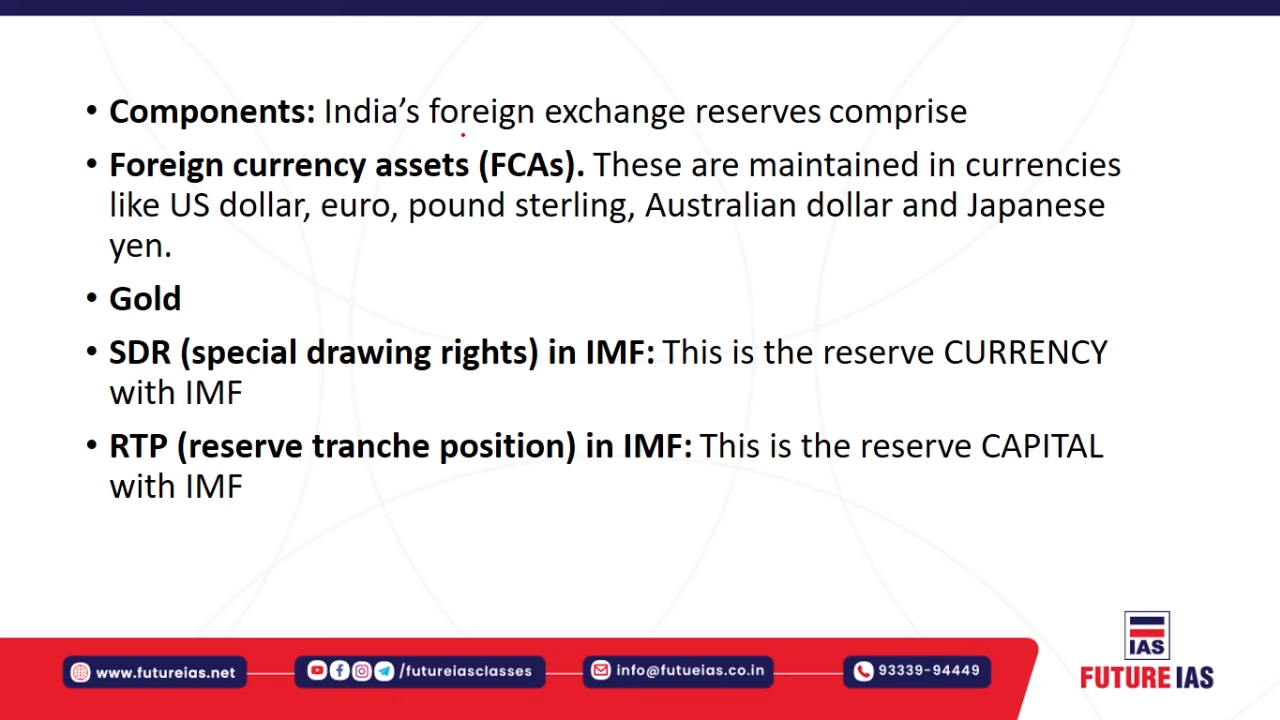 • Components: India’s foreign exchange reserves comprise
• Foreign currency assets (FCAs). These are maintained in currencies
like US dollar, euro, pound sterling, Australian dollar and Japanese
yen.
• Gold
• SDR (special drawing rights) in IMF: This is the reserve CURRENCY
with IMF
• RTP (reserve tranche position) in IMF: This is the reserve CAPITAL
with IMF
IAS
www.futureias.net
/futureiasclasses
info@futueias.co.in
93339-94449
FUTURE IAS